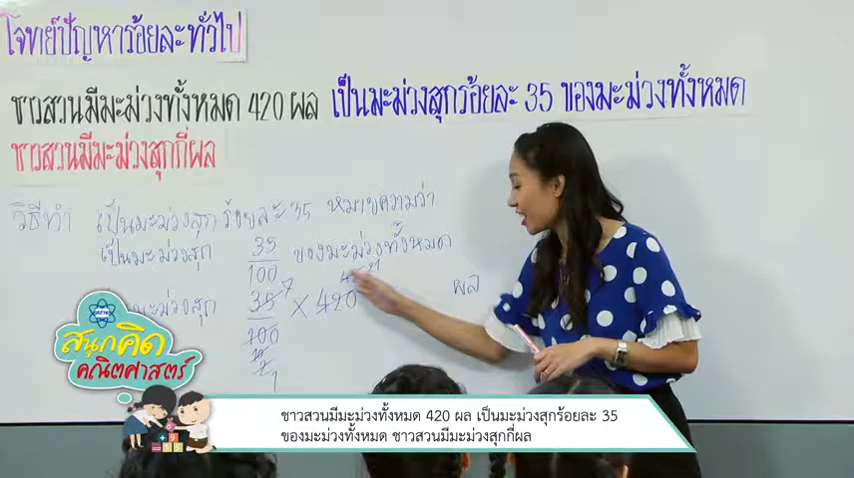 โจทย์ปัญหาร้อยละทั่วไป
ชาวสวนมีมะม่วงทั้งหมด 420 ผล เป็นมะม่วงสุกร้อยละ 35 ของมะม่วงทั้งหมด
ชาวสวนมีมะม่วงสุกกี่ผล
วิธีทำ เป็นมะม่วงสุกร้อยละ 35 หมายความว่า
เป็นมะม่วงสุก 35 ของมะม่วงทั้งหมด
100
มะม่วงสุก 35 7 × 420 ผล
100
1
สนุกคิด
คณิตศาสตร์
ชาวสวนมีมะม่วงทั้งหมด 420 ผล เป็นมะม่วงสุกร้อยละ 35
ของมะม่วงทั้งหมด ชาวสวนมีมะม่วงสุกกี่ผล